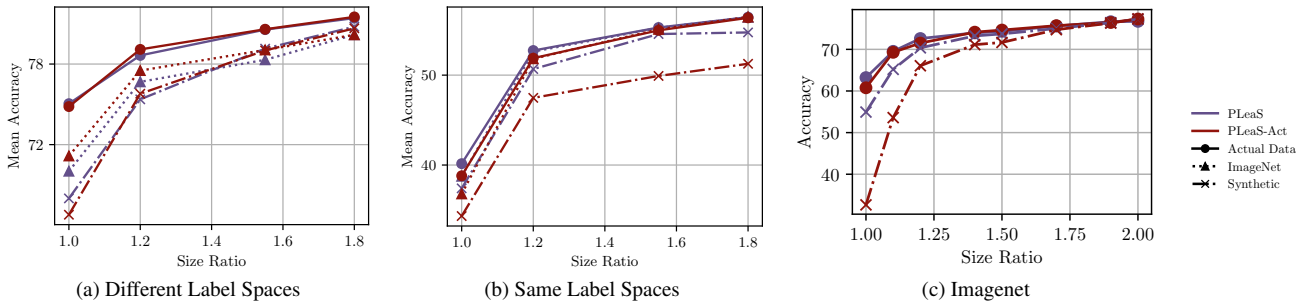 Mean Accuracy
78
72
1.0 1.2 1.4 1.6 1.8
Size Ratio
(a) Different Label Spaces
Mean Accuracy
50
40
1.0 1.2 1.4 1.6 1.8
Size Ratio
(b) Same Label Spaces
Accuracy
70
60
50
40
1.00 1.25 1.50 1.75 2.00
Size Ratio
(c) Imagenet
PLeaS
PLeaS-Act
Actual Data
ImageNet
Synthetic